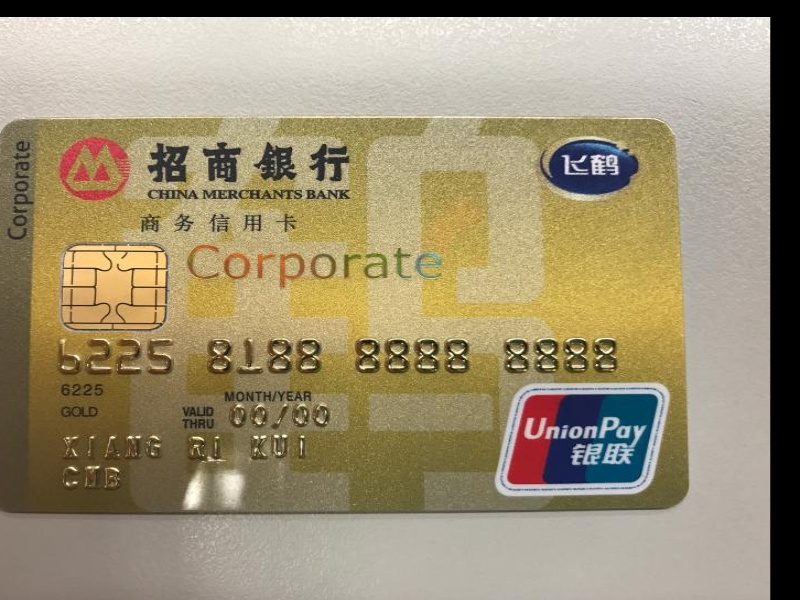 Corporate
招商銀行
CHINA MERCHANTS BANK
飞鹤
商务信用卡
Corporate
6225 8188 8888 8888
6225
MONTH/YEAR
GOLD
VALID THRU 00/00
XIANG RI KUI
CMB
UnionPay
银联